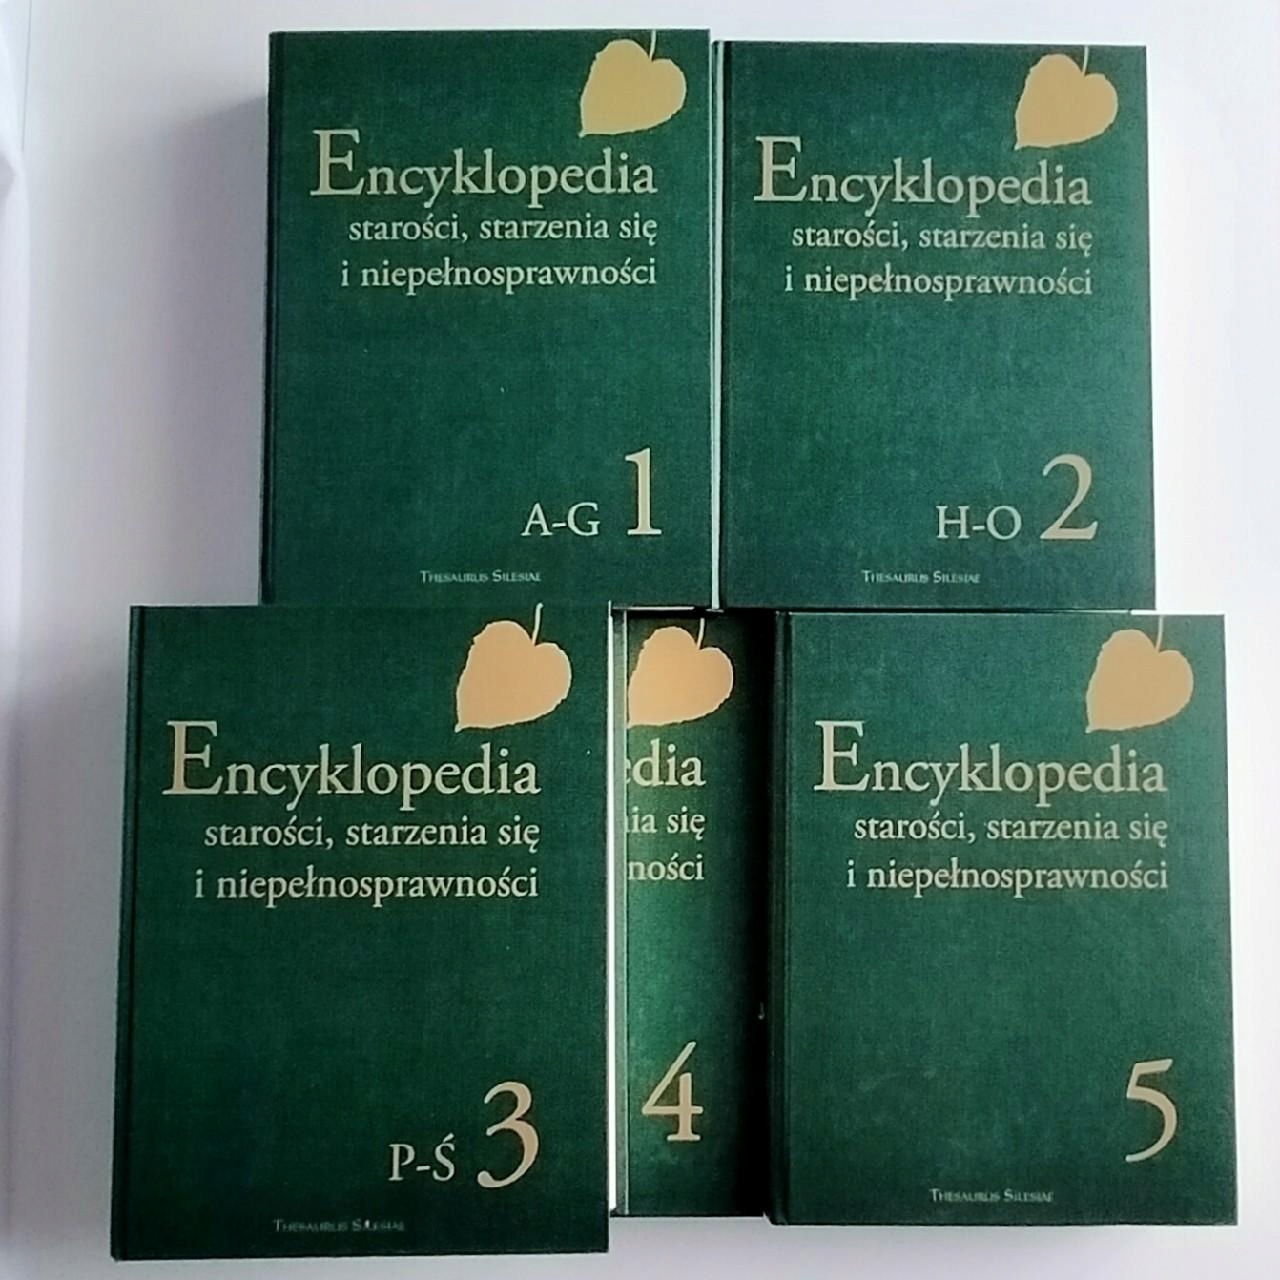 Encyklopedia
starości, starzenia się
i niepełnosprawności
A-G 1
Thesaurus Silesiae
Encyklopedia
starości, starzenia się
i niepełnosprawności
H-O 2
Thesaurus Silesiae
Encyklopedia
starości, starzenia się
i niepełnosprawności
P-Ś 3
Thesaurus Silesiae
edia
ia się
ności
4
Encyklopedia
starości, starzenia się
i niepełnosprawności
5
Thesaurus Silesiae